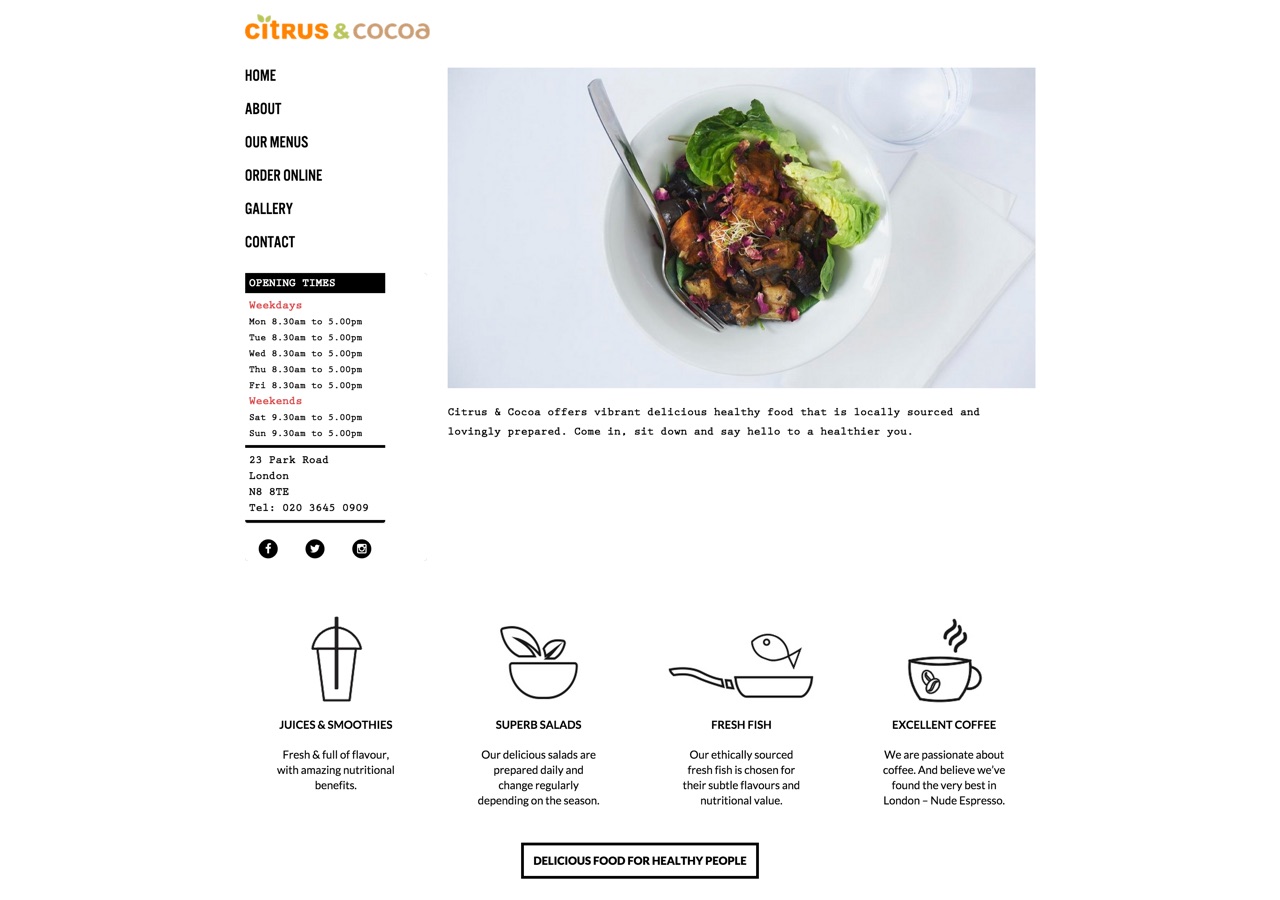 CiTRUS & COCOa
HOME
ABOUT
OUR MENUS
ORDER ONLINE
GALLERY
CONTACT
OPENING TIMES
Weekdays
Mon 8.30am to 5.00pm
Tue 8.30am to 5.00pm
Wed 8.30am to 5.00pm
Thu 8.30am to 5.00pm
Fri 8.30am to 5.00pm
Weekends
Sat 9.30am to 5.00pm
Sun 9.30am to 5.00pm
23 Park Road
London
N8 8TE
Tel: 020 3645 0909
Citrus & Cocoa offers vibrant delicious healthy food that is locally sourced and
lovingly prepared. Come in, sit down and say hello to a healthier you.
JUICES & SMOOTHIES
Fresh & full of flavour,
with amazing nutritional
benefits.
SUPERB SALADS
Our delicious salads are
prepared daily and
change regularly
depending on the season.
FRESH FISH
Our ethically sourced
fresh fish is chosen for
their subtle flavours and
nutritional value.
EXCELLENT COFFEE
We are passionate about
coffee. And believe we've
found the very best in
London – Nude Espresso.
DELICIOUS FOOD FOR HEALTHY PEOPLE